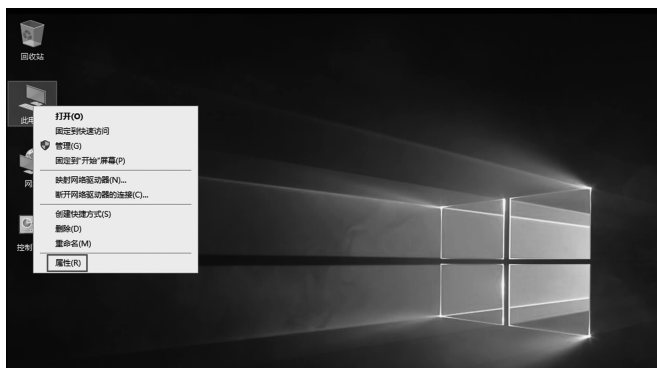 回收站
此电
打开(O)
固定到快速访问
管理(G)
固定到"开始"屏幕(P)
映射网络驱动器(N)...
断开网络驱动器的连接(C)...
创建快捷方式(S)
删除(D)
重命名(M)
属性(R)
网
控制